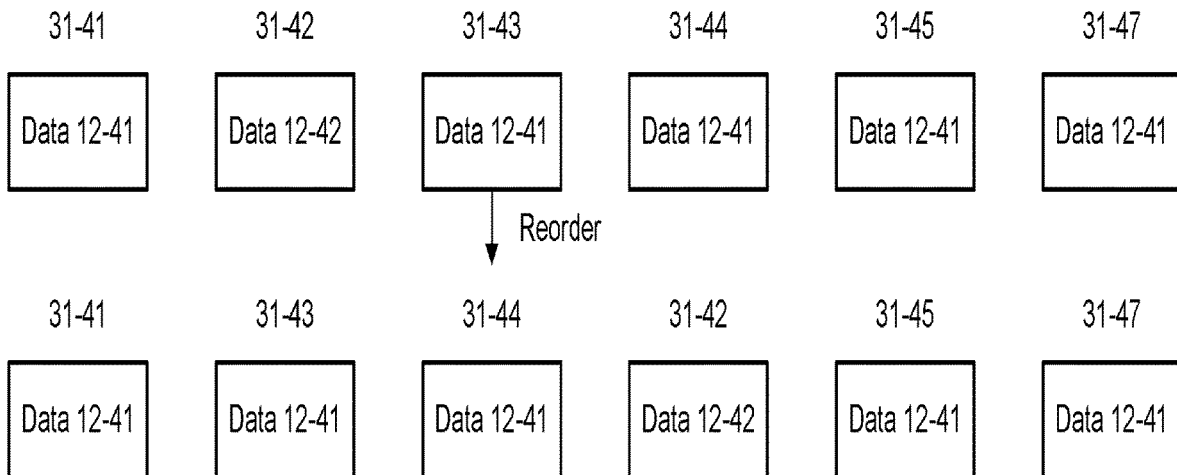 31-41 31-42 31-43 31-44 31-45 31-47
Data 12-41 Data 12-42 Data 12-41 Data 12-41 Data 12-41 Data 12-41
Reorder
31-41 31-43 31-44 31-42 31-45 31-47
Data 12-41 Data 12-41 Data 12-41 Data 12-42 Data 12-41 Data 12-41